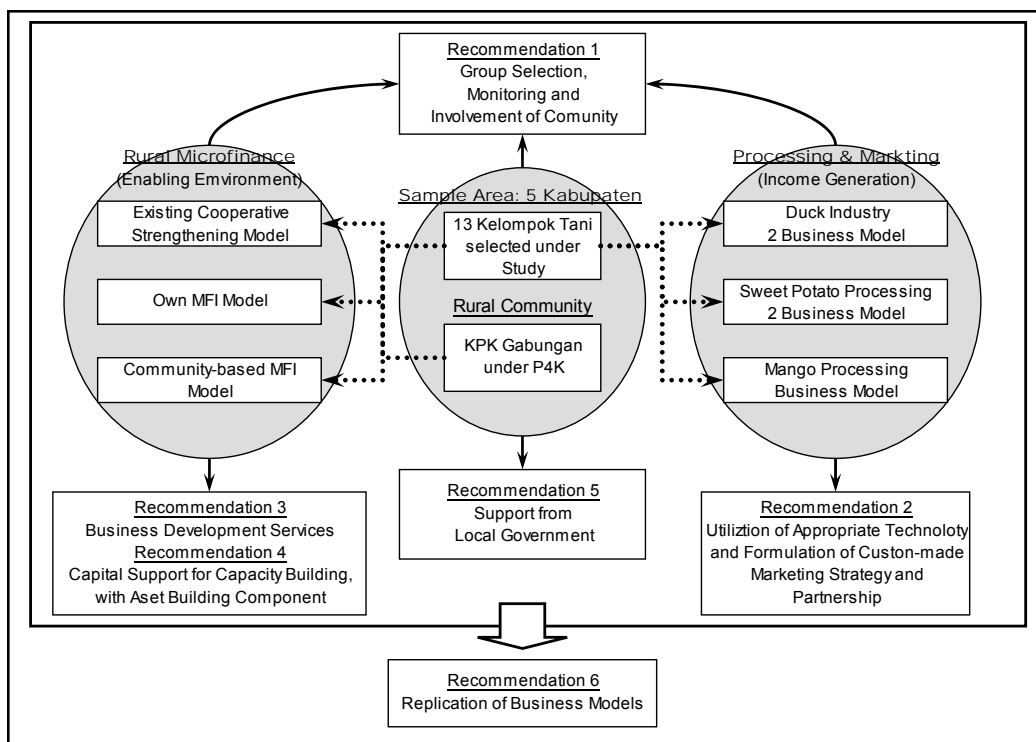 Recommendation 1
Group Selection,
Monitoring and
Involvement of Comunity
Rural Microfinance
(Enabling Emvironment)
Existing Cooperative
Strengthening Model
Own MFI Model
Community-based MFI
Model
Sample Area: 5 Kabupaten
13 Kelompok Tani
selected under
Study
Rural Community
KPK Gabungan
under P4K
Processing & Markting
(Income Generation)
Duck Industry
2 Business Model
Sweet Potato Processing
2 Business Model
Mango Processing
Business Model
Recommendation 3
Business Development Services
Recommendation 4
Capital Support for Capacity Building,
with Aset Building Component
Recommendation 5
Support from
Local Government
Recommendation 2
Utiliztion of Appropriate Technoloty
and Formulation of Custon-made
Marketing Strategy and
Partnership
Recommendation 6
Replication of Business Models